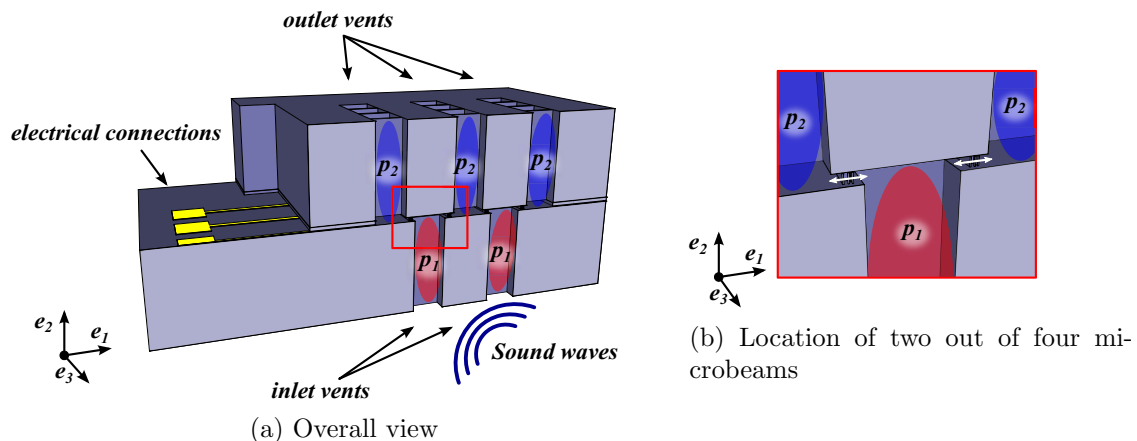 outlet vents
electrical connections
p2 p2 p2
p1 p1
e2
e1
e3
Sound waves
inlet vents
(a) Overall view
p2
p2
p1
e2
e1
e3
(b) Location of two out of four mi-
crobeams